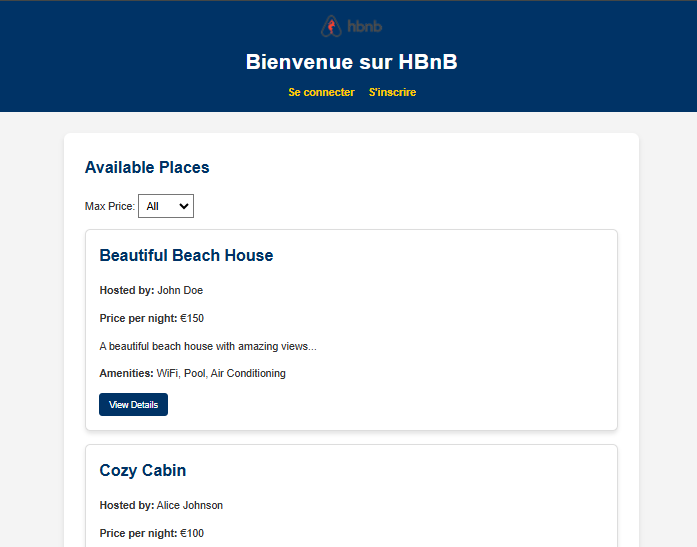 hbnb
Bienvenue sur HBnB
Se connecter S'inscrire
Available Places
Max Price: All
Beautiful Beach House
Hosted by: John Doe
Price per night: €150
A beautiful beach house with amazing views...
Amenities: WiFi, Pool, Air Conditioning
View Details
Cozy Cabin
Hosted by: Alice Johnson
Price per night: €100